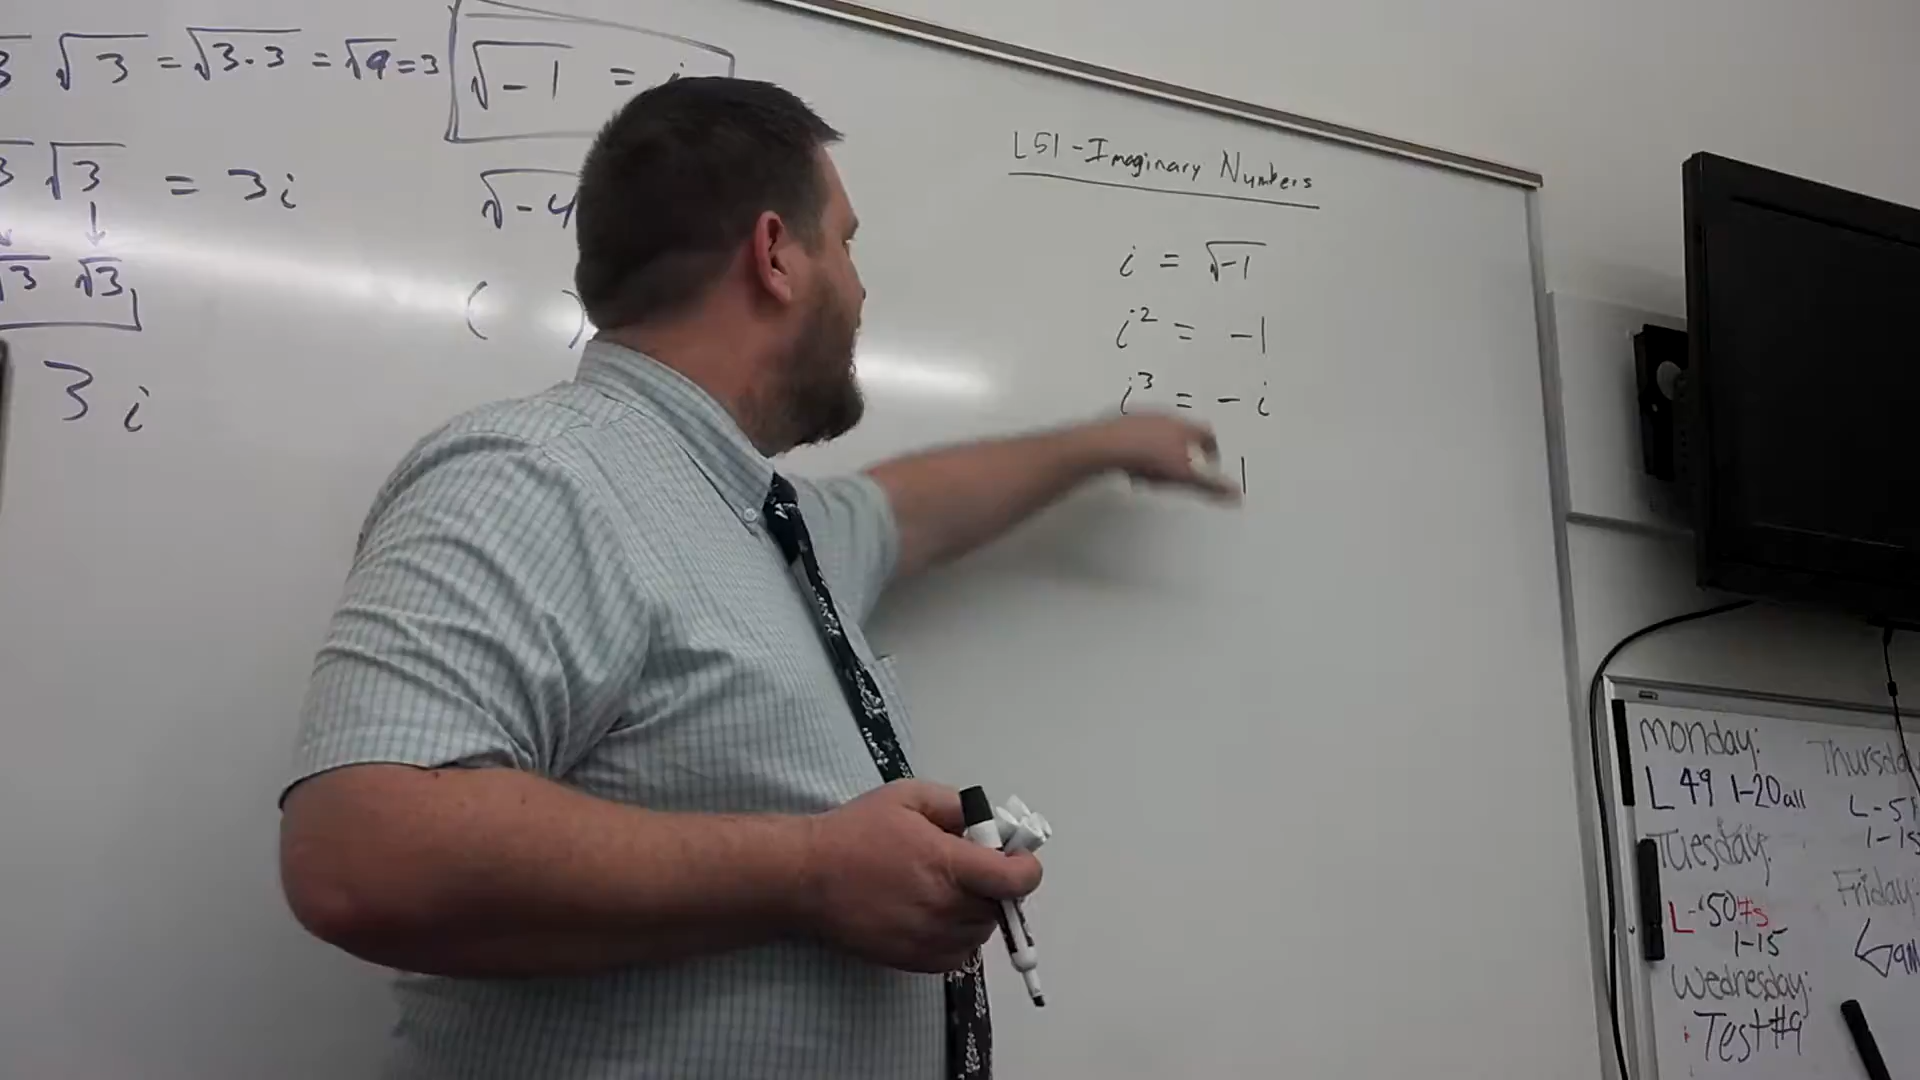 √3 = √3·3 = √9 = 3
√-1 =
√3 = 3i
√-4
√3 √3
( )
3i
L51 - Imaginary Numbers
i = √-1
i² = -1
i³ = -i
1
Monday:
L 49 1-20 all
Tuesday:
L-50 #s
1-15
Wednesday:
Test #9
L-5
1-15
Friday: